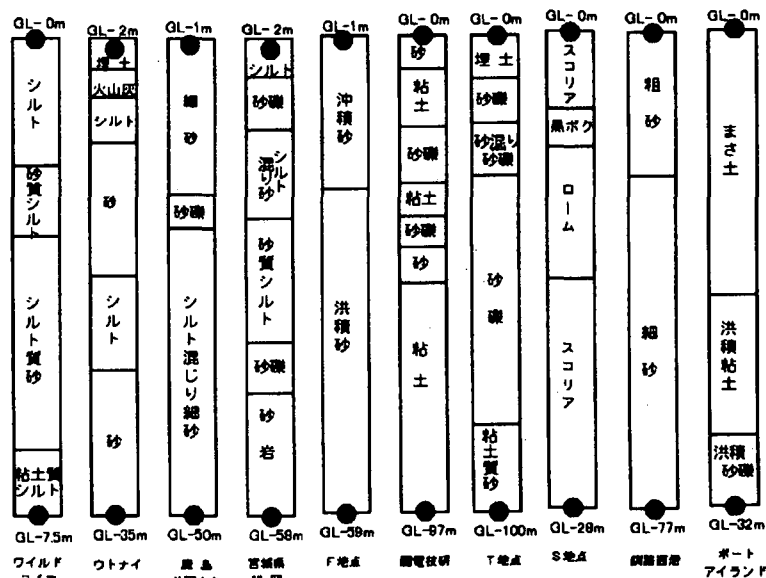 GL-0m
シルト
砂質シルト
シルト質砂
粘土質
シルト
GL-7.5m
ワイルド
GL-2m
埋土
火山灰
シルト
砂
シルト
砂
GL-35m
ウトナイ
GL-1m
細砂
砂礫
シルト混じり細砂
GL-50m
GL-2m
シルト
砂礫
シルト
混り砂
砂質シルト
砂礫
砂岩
GL-58m
宮城県
GL-1m
沖積砂
洪積砂
GL-59m
F地点
GL-0m
砂
粘土
砂礫
粘土
砂礫
砂
粘土
GL-97m
GL-0m
埋土
砂礫
砂混り
砂礫
砂礫
粘土質砂
GL-100m
T地点
GL-0m
スコリア
黒ボク
ローム
スコリア
GL-28m
S地点
GL-0m
粗砂
細砂
GL-77m
GL-0m
まさ土
洪積粘土
洪積
砂礫
GL-32m
ポート
アイランド